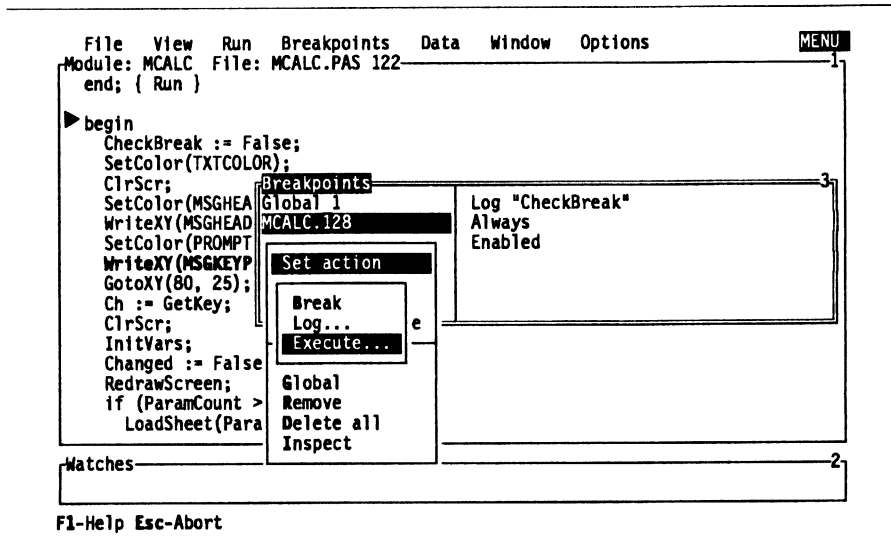 File View Run Breakpoints Data Window Options MENU
Module: MCALC File: MCALC.PAS 122 1
end; { Run }
begin
CheckBreak := False;
SetColor(TXTCOLOR);
ClrScr;
Breakpoints 3
SetColor(MSGHEA Global 1 Log "CheckBreak"
WriteXY(MSGHEAD MCALC.128 Always
SetColor(PROMPT Enabled
WriteXY(MSGKEYP Set action
GotoXY(80, 25);
Ch := GetKey; Break
ClrScr; Log... e
InitVars; Execute...
Changed := False
RedrawScreen; Global
if (ParamCount > Remove
LoadSheet(Para Delete all
Inspect
Watches 2
F1-Help Esc-Abort